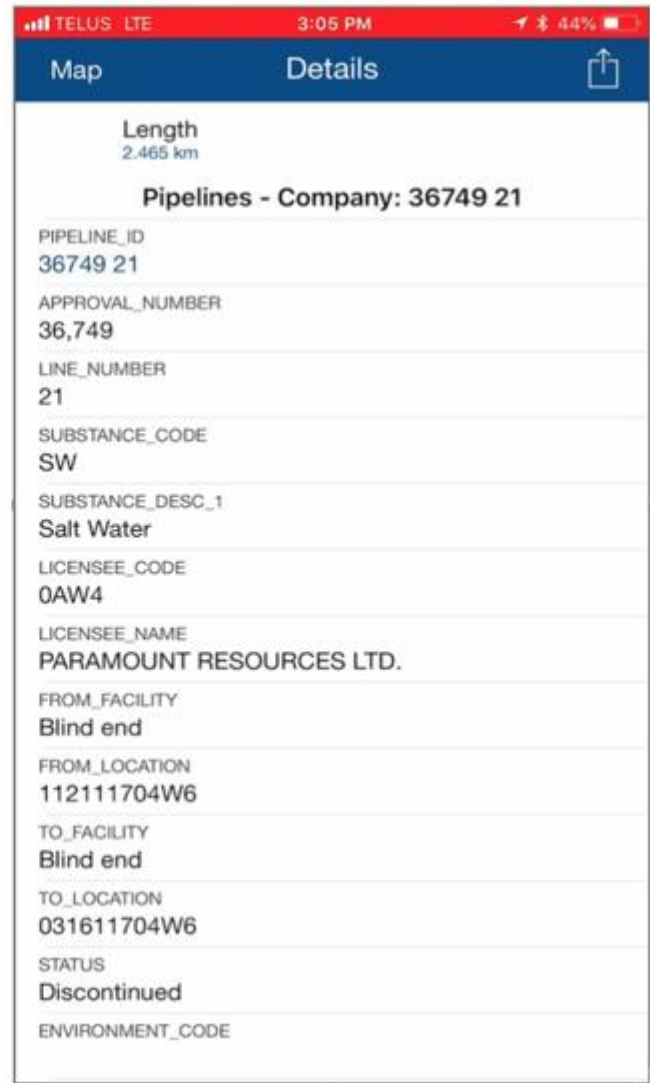 TELUS LTE 3:05 PM 44%
Map Details
Length
2.465 km
Pipelines - Company: 36749 21
PIPELINE_ID
36749 21
APPROVAL_NUMBER
36,749
LINE_NUMBER
21
SUBSTANCE_CODE
SW
SUBSTANCE_DESC_1
Salt Water
LICENSEE_CODE
0AW4
LICENSEE_NAME
PARAMOUNT RESOURCES LTD.
FROM_FACILITY
Blind end
FROM_LOCATION
112111704W6
TO_FACILITY
Blind end
TO_LOCATION
031611704W6
STATUS
Discontinued
ENVIRONMENT_CODE